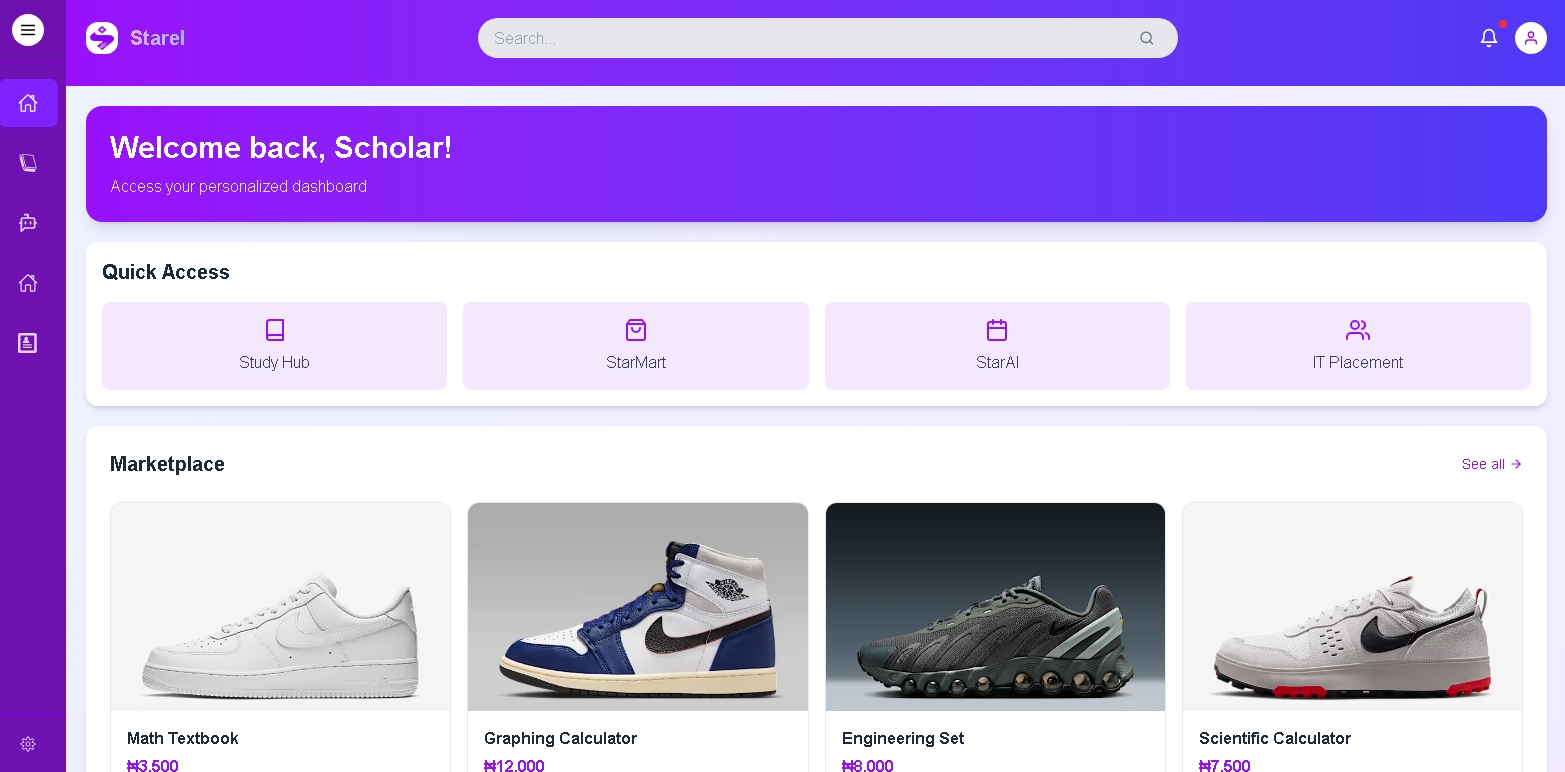 Starel
Search...
Welcome back, Scholar!
Access your personalized dashboard
Quick Access
Study Hub
StarMart
StarAI
IT Placement
Marketplace
See all
Math Textbook
Graphing Calculator
Engineering Set
Scientific Calculator
₦3,500
₦12,000
₦8,000
₦7,500